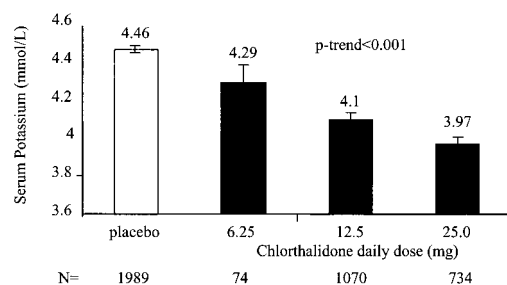 4.6
4.4
4.2
4
3.8
3.6
Serum Potassium (mmol/L)
4.46
4.29
4.1
3.97
p-trend<0.001
placebo 6.25 12.5 25.0
Chlorthalidone daily dose (mg)
N= 1989 74 1070 734